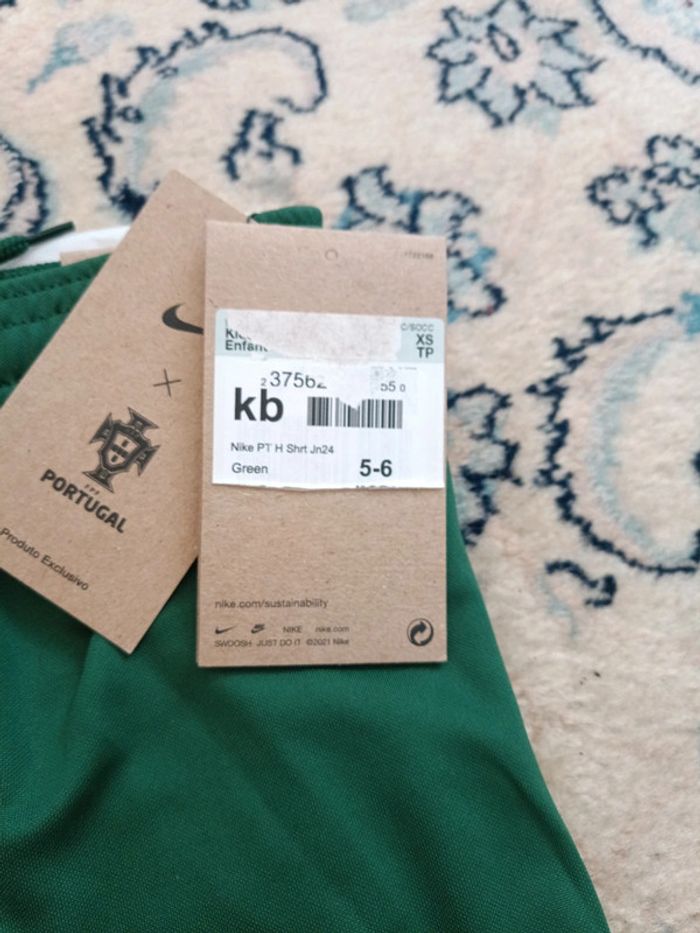 PORTUGAL
Produto Exclusivo
C/SOCC
XS
TP
kb
Nike PT H Shrt Jn24
Green
5-6
nike.com/sustainability
NIKE nike.com
SWOOSH JUST DO IT ©2021 Nike